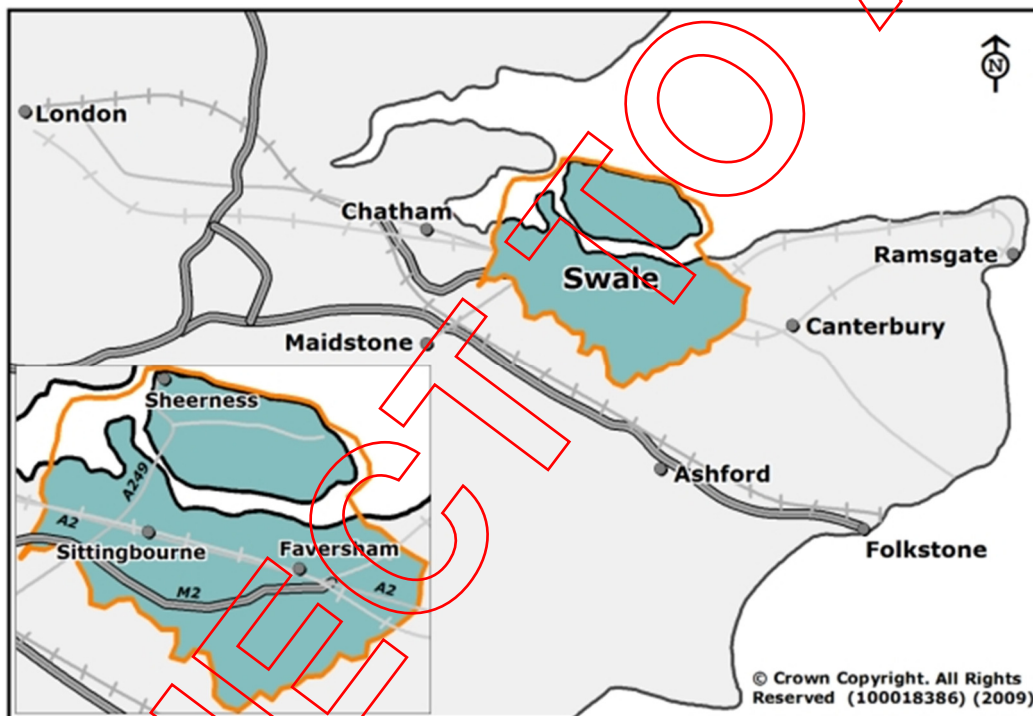 N
London
Chatham
Ramsgate
Swale
Canterbury
Maidstone
Sheerness
Ashford
A249
A2
Sittingbourne
Faversham
Folkstone
M2
A2
© Crown Copyright. All Rights
Reserved (100018386) (2009)